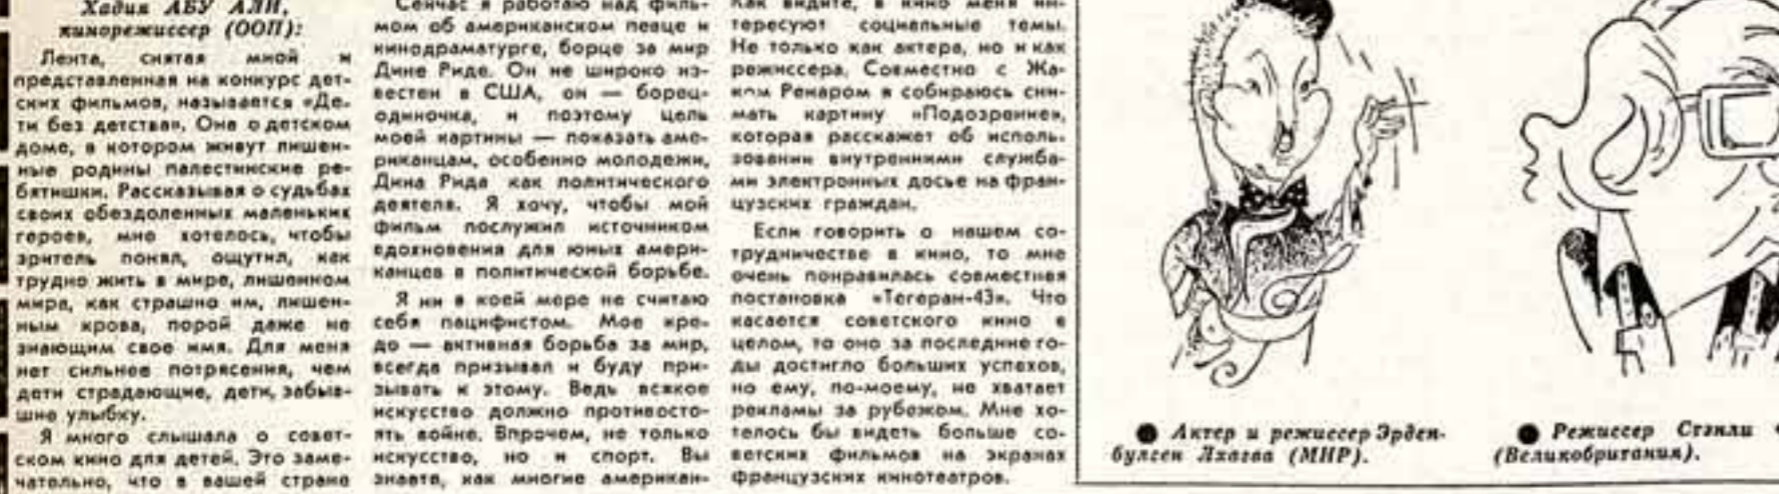 Хадия АБУ АЛИ,
кинорежиссер (ООП):
Лента, снятая мной и
представленная на конкурс дет-
ских фильмов, называется «Де-
ти без детства». Она о детском
доме, в котором живут лишен-
ные родины палестинские ре-
бятишки. Рассказывая о судьбах
своих обездоленных маленьких
героев, мне хотелось, чтобы
зритель понял, ощутил, как
трудно жить в мире, лишенном
мира, как страшно им, лишен-
ным крова, порой даже не
знающим свое имя. Для меня
нет сильнее потрясения, чем
дети страдающие, дети, забыв-
шие улыбку.
Я много слышала о совет-
ском кино для детей. Это заме-
чательно, что в вашей стране
Сейчас я работаю над филь-
мом об американском певце и
кинодраматурге, борце за мир
Дине Риде. Он не широко из-
вестен в США, он — борец-
одиночка, и поэтому цель
моей картины — показать аме-
риканцам, особенно молодежи,
Дина Рида как политического
деятеля. Я хочу, чтобы мой
фильм послужил источником
вдохновения для юных амери-
канцев в политической борьбе.
Я ни в коей мере не считаю
себя пацифистом. Мое кре-
до — активная борьба за мир,
всегда призывал и буду при-
зывать к этому. Ведь всякое
искусство должно противосто-
ять войне. Впрочем, не только
искусство, но и спорт. Вы
знаете, как многие американ-
Как видите, в кино меня ин-
тересуют социальные темы.
Не только как актера, но и как
режиссера. Совместно с Жа-
ком Ренаром я собираюсь сни-
мать картину «Подозрение»,
которая расскажет об исполь-
зовании внутренними служба-
ми электронных досье на фран-
цузских граждан.
Если говорить о нашем со-
трудничестве в кино, то мне
очень понравилась совместная
постановка «Тегеран-43». Что
касается советского кино в
целом, то оно за последние го-
ды достигло больших успехов,
но ему, по-моему, не хватает
рекламы за рубежом. Мне хо-
телось бы видеть больше со-
ветских фильмов на экранах
французских кинотеатров.
● Актер и режиссер Эрден-
булсен Лхагва (МНР).
● Режиссер Стэнли
(Великобритания).